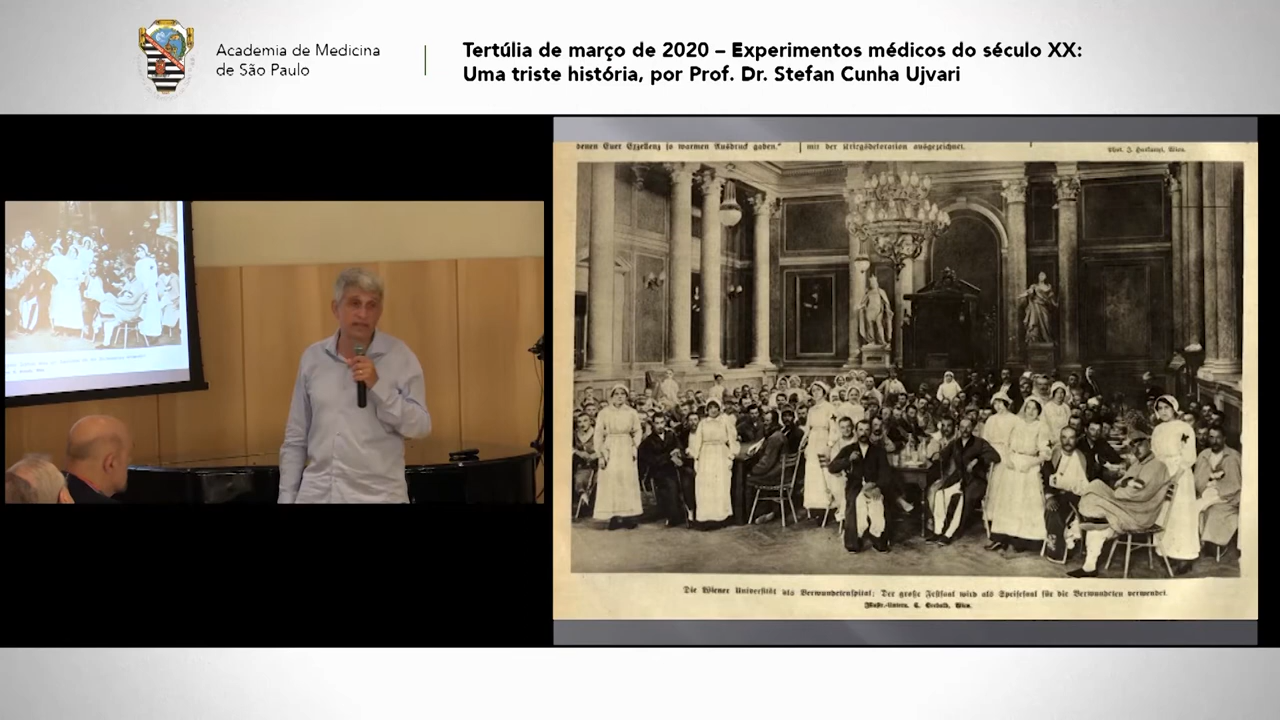 Academia de Medicina
de São Paulo
Tertúlia de março de 2020 – Experimentos médicos do século XX:
Uma triste história, por Prof. Dr. Stefan Cunha Ujvari
denen Euer Exzellenz so warmen Ausdruck gaben."
mit der Kriegsdekoration ausgezeichnet.
Die Wiener Universität als Verwundetenspital: Der große Festsaal wird als Speisesaal für die Verwundeten verwendet.